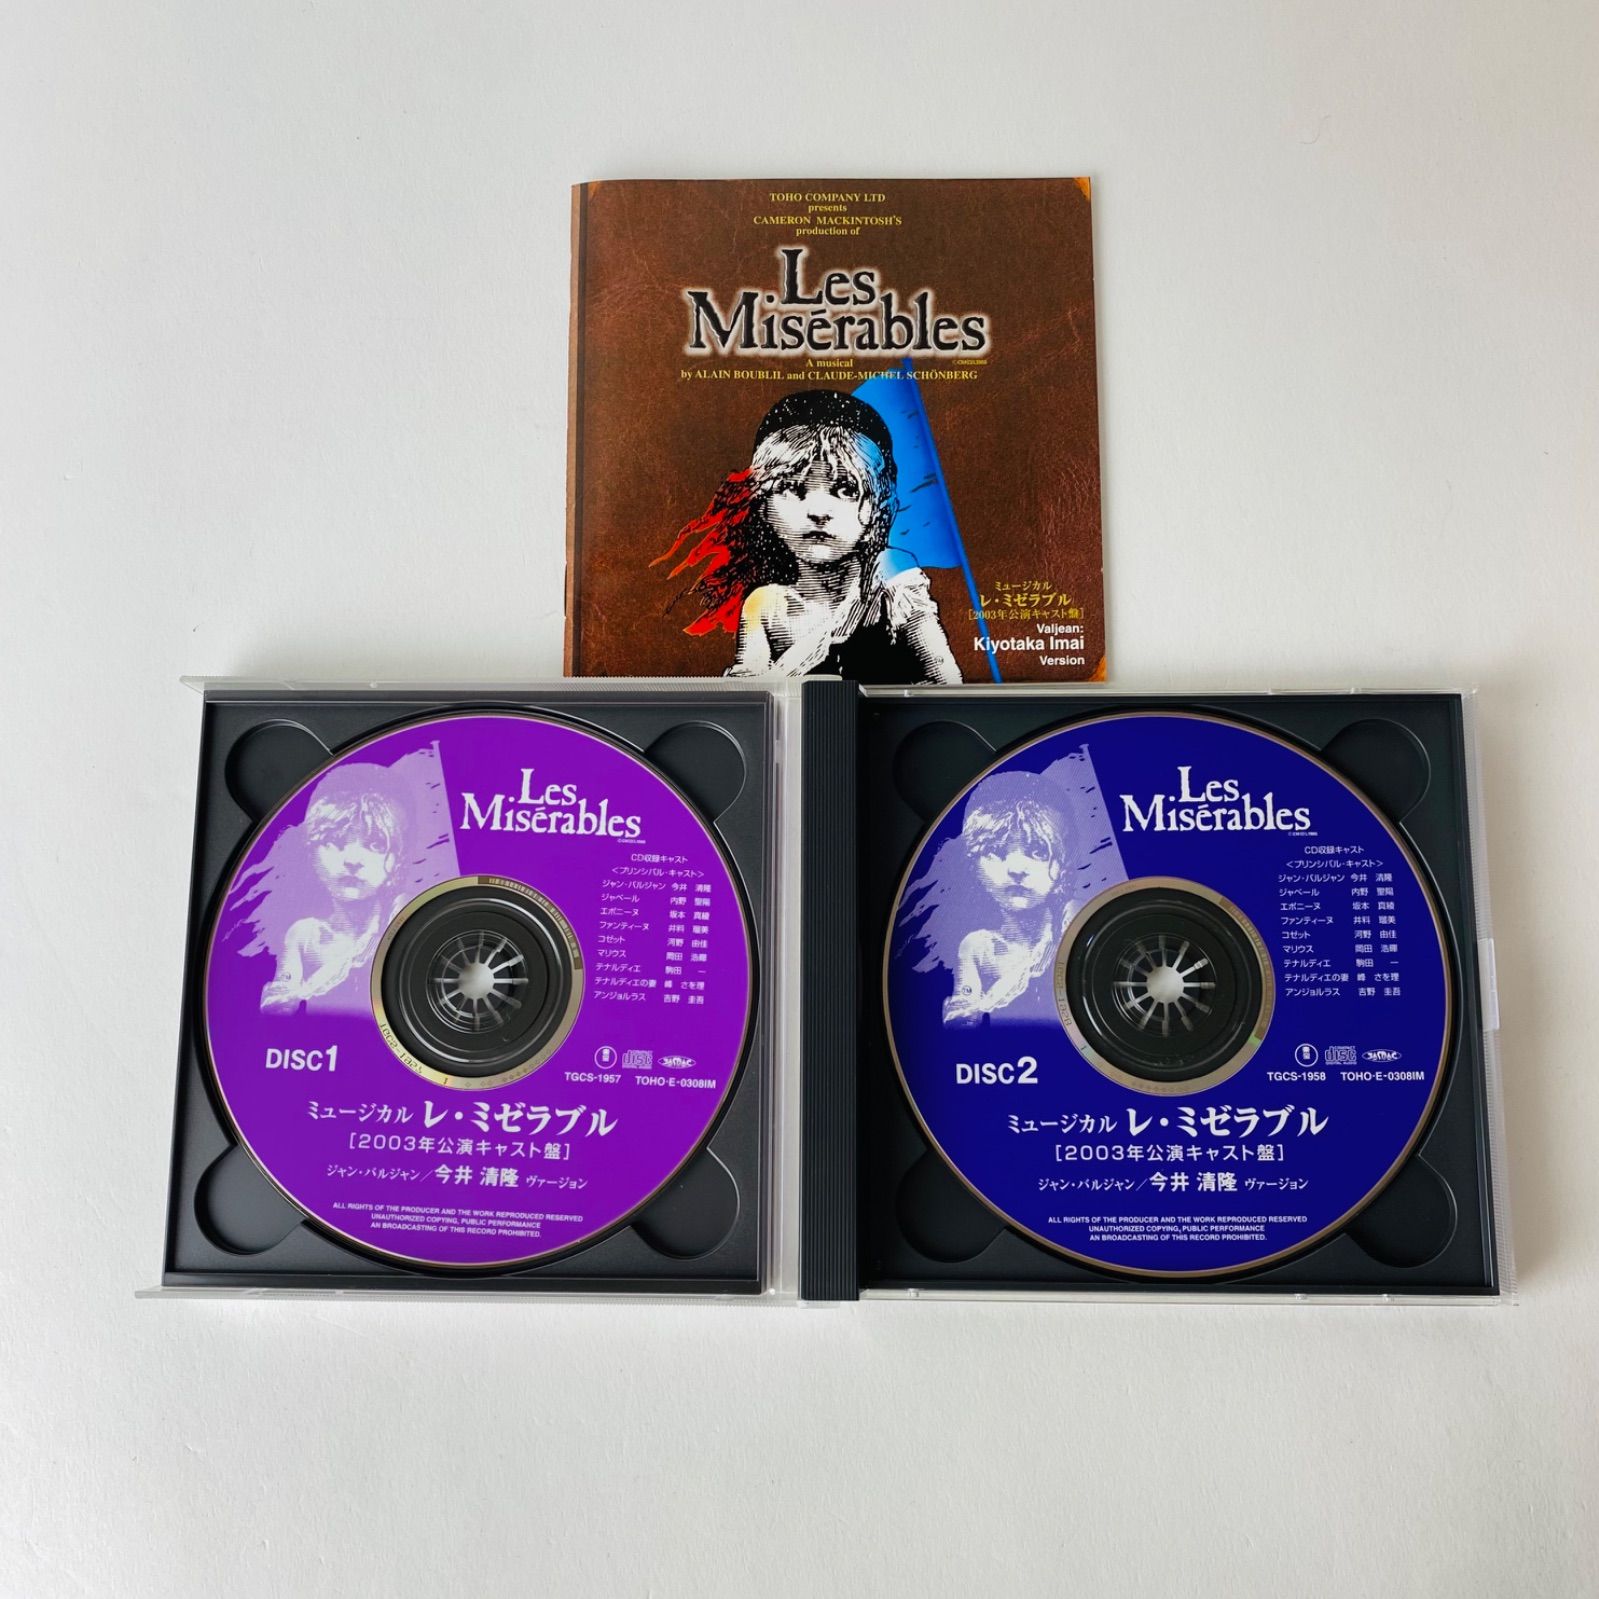 TOHO COMPANY LTD
presents
CAMERON MACKINTOSH'S
production of
Les
Misérables
A musical
by ALAIN BOUBLIL and CLAUDE-MICHEL SCHÖNBERG
ミュージカル
レ・ミゼラブル
[2003年公演キャスト盤]
Valjean:
Kiyotaka Imai
Version
Les
Misérables
CD収録キャスト
<プリンシパル・キャスト>
ジャン・バルジャン 今井 清隆
ジャベール 内野 聖陽
エポニーヌ 坂本 真綾
ファンティーヌ 井料 瑠美
コゼット 河野 由佳
マリウス 岡田 浩暉
テナルディエ 駒田 一
テナルディエの妻 峰 さを理
アンジョルラス 吉野 圭吾
DISC1
COMPACT
disc
DIGITAL AUDIO
JASRAC
TGCS-1957 TOHO-E-0308IM
ミュージカル レ・ミゼラブル
[2003年公演キャスト盤]
ジャン・バルジャン/今井 清隆 ヴァージョン
ALL RIGHTS OF THE PRODUCER AND THE WORK REPRODUCED RESERVED
UNAUTHORIZED COPYING, PUBLIC PERFORMANCE
AN BROADCASTING OF THIS RECORD PROHIBITED.
Les
Misérables
CD収録キャスト
<プリンシパル・キャスト>
ジャン・バルジャン 今井 清隆
ジャベール 内野 聖陽
エポニーヌ 坂本 真綾
ファンティーヌ 井料 瑠美
コゼット 河野 由佳
マリウス 岡田 浩暉
テナルディエ 駒田 一
テナルディエの妻 峰 さを理
アンジョルラス 吉野 圭吾
DISC2
COMPACT
disc
DIGITAL AUDIO
JASRAC
TGCS-1958 TOHO-E-0308IM
ミュージカル レ・ミゼラブル
[2003年公演キャスト盤]
ジャン・バルジャン/今井 清隆 ヴァージョン
ALL RIGHTS OF THE PRODUCER AND THE WORK REPRODUCED RESERVED
UNAUTHORIZED COPYING, PUBLIC PERFORMANCE
AN BROADCASTING OF THIS RECORD PROHIBITED.